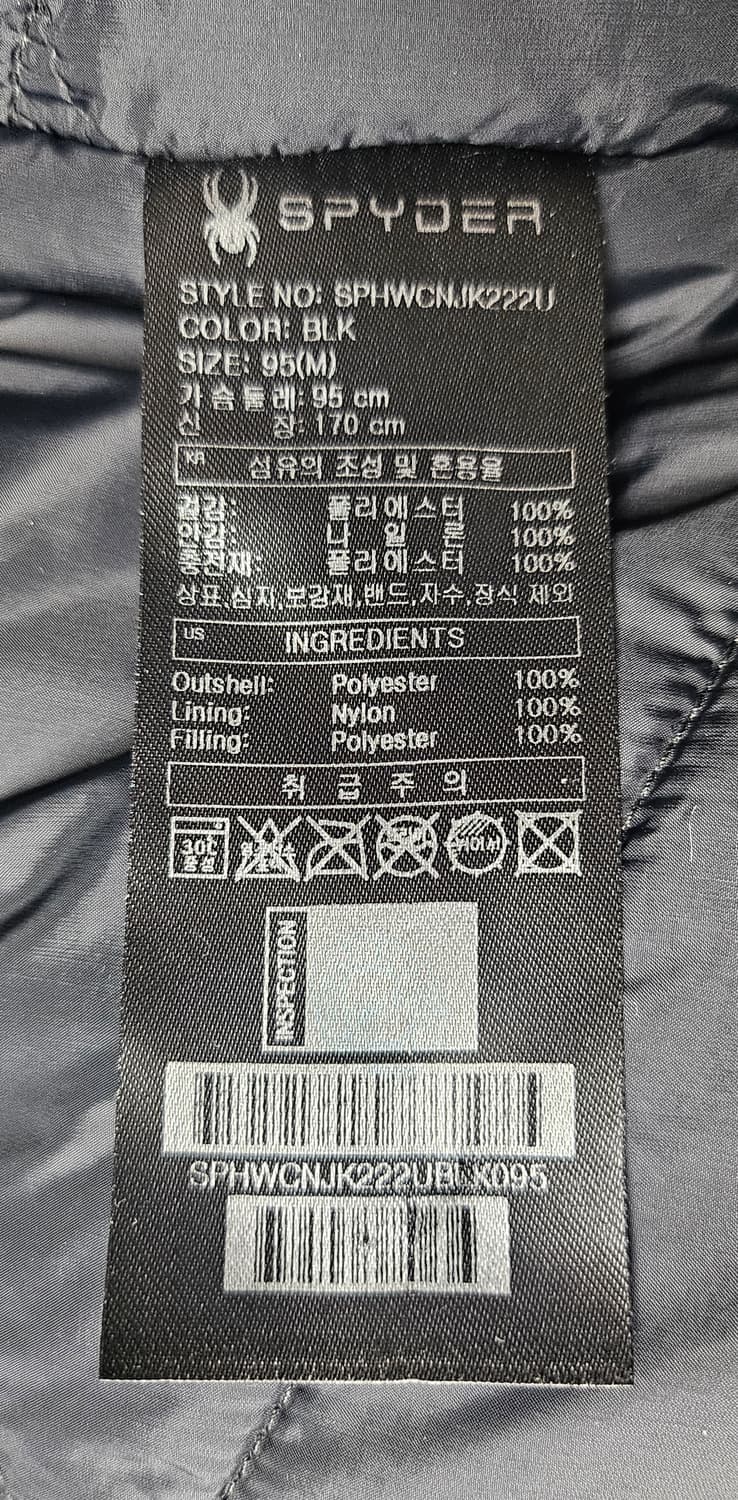 SPYDER
STYLE NO: SPHWCNJK222U
COLOR: BLK
SIZE: 95(M)
가슴둘레: 95 cm
신 장: 170 cm
KR 섬유의 조성 및 혼용율
겉감: 폴리에스터 100%
안감: 나일론 100%
충전재: 폴리에스터 100%
상표,심지,보강재,밴드,자수,장식 제외
US INGREDIENTS
Outshell: Polyester 100%
Lining: Nylon 100%
Filling: Polyester 100%
취급주의
30℃ 중성
INSPECTION
SPHWCNJK222UBLK095